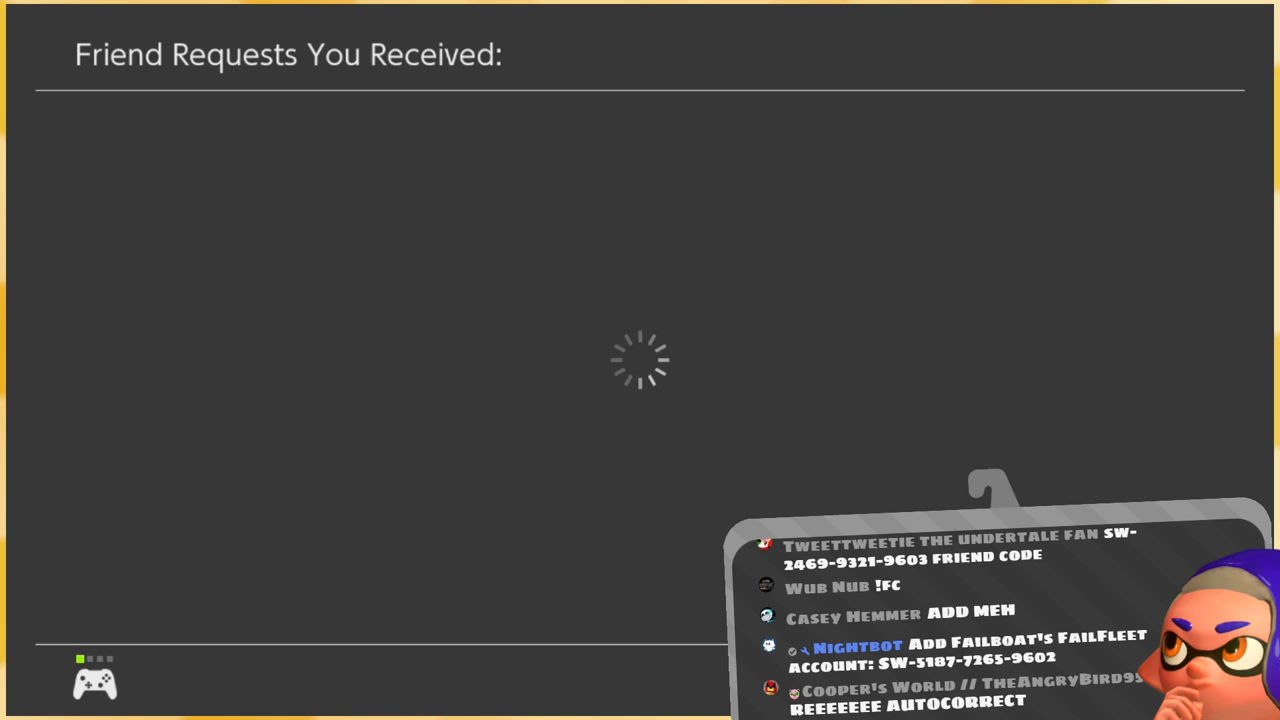 Friend Requests You Received:
TWEETTWEETIE THE UNDERTALE FAN SW-
2469-9321-9603 FRIEND CODE
WUB NUB !FC
CASEY HEMMER ADD MEH
NIGHTBOT ADD FAILBOAT'S FAILFLEET
ACCOUNT: SW-5187-7265-9602
COOPER'S WORLD // THEANGRYBIRD95
REEEEEEE AUTOCORRECT